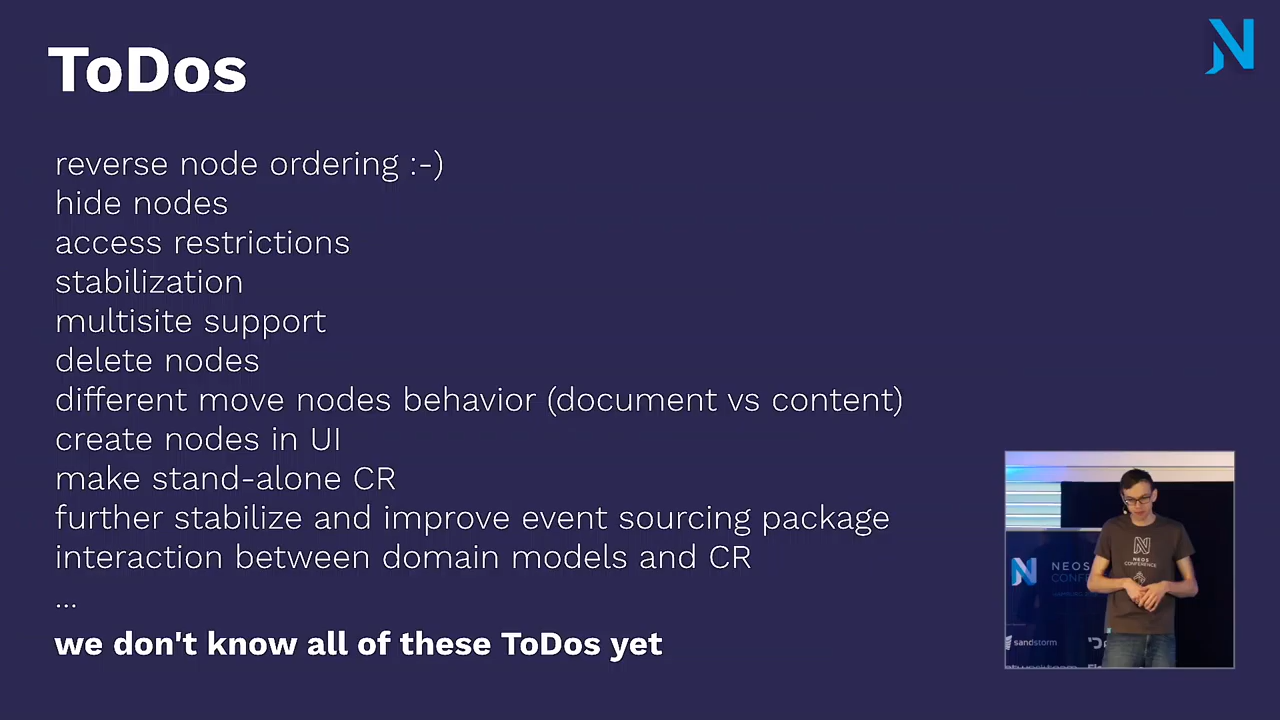 ToDos
reverse node ordering :-)
hide nodes
access restrictions
stabilization
multisite support
delete nodes
different move nodes behavior (document vs content)
create nodes in UI
make stand-alone CR
further stabilize and improve event sourcing package
interaction between domain models and CR
...
we don't know all of these ToDos yet
NEOS
CONFERENCE
NEOS
sandstorm